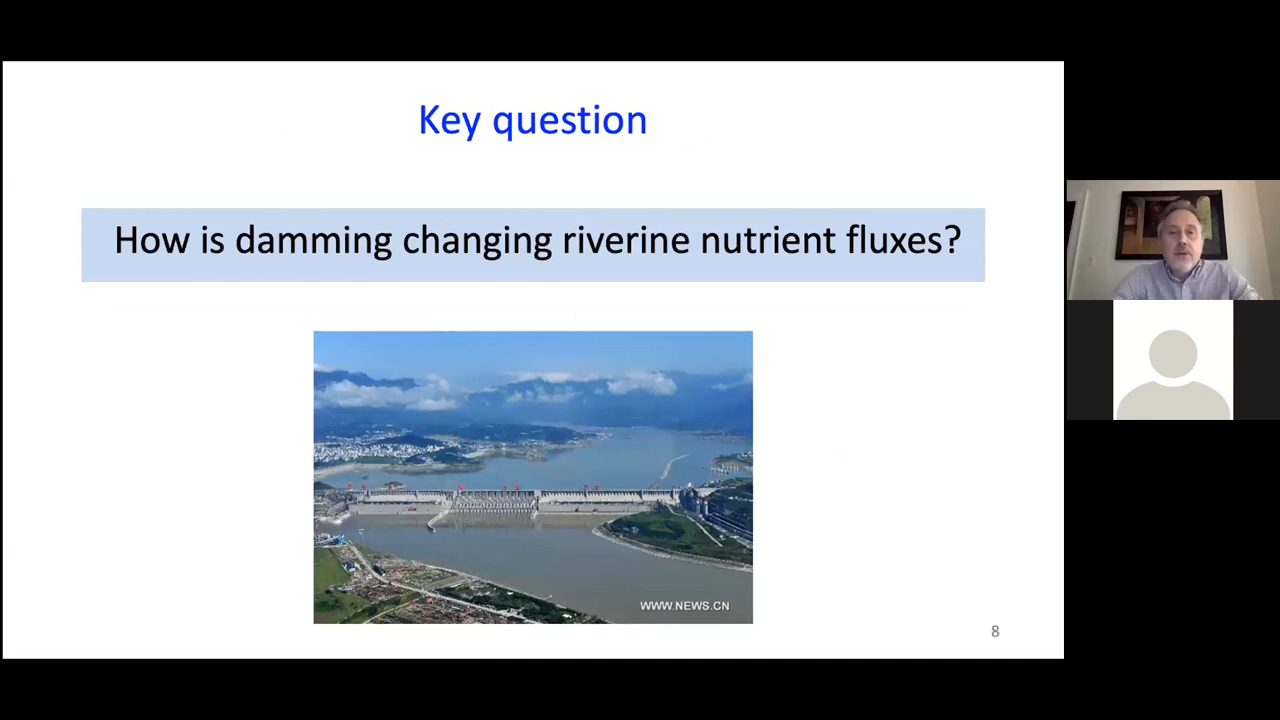 Key question
How is damming changing riverine nutrient fluxes?
WWW.NEWS.CN
8